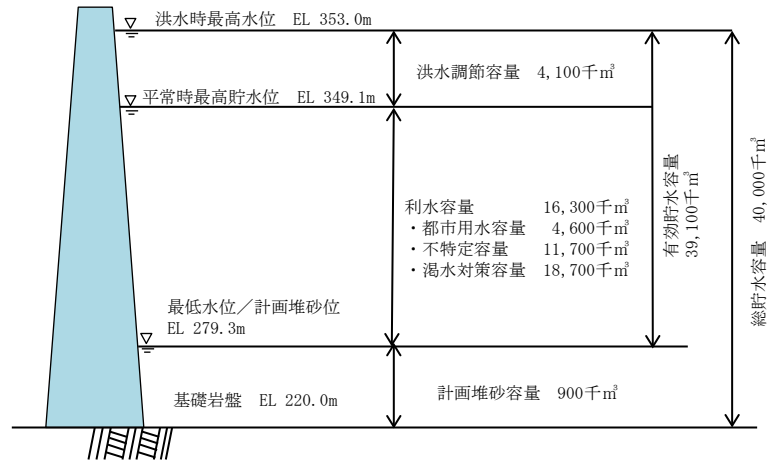 洪水時最高水位 EL 353.0m
洪水調節容量 4,100千㎥
平常時最高貯水位 EL 349.1m
利水容量 16,300千㎥
・都市用水容量 4,600千㎥
・不特定容量 11,700千㎥
・渇水対策容量 18,700千㎥
有効貯水容量
39,100千㎥
総貯水容量 40,000千㎥
最低水位／計画堆砂位
EL 279.3m
計画堆砂容量 900千㎥
基礎岩盤 EL 220.0m